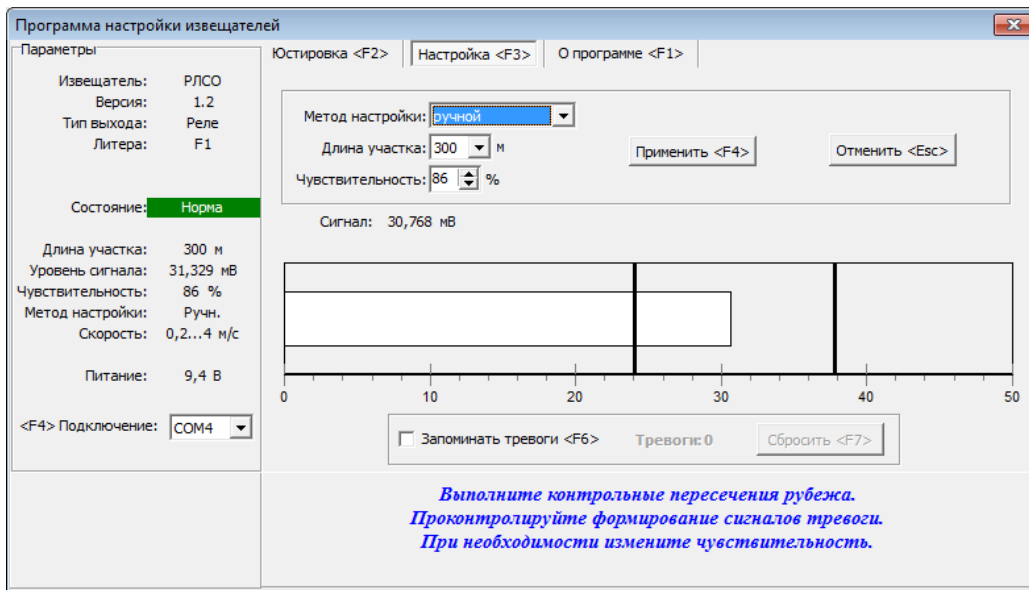 Программа настройки извещателей
Параметры
Извещатель: РЛСО
Версия: 1.2
Тип выхода: Реле
Литера: F1
Состояние: Норма
Длина участка: 300 м
Уровень сигнала: 31,329 мВ
Чувствительность: 86 %
Метод настройки: Ручн.
Скорость: 0,2...4 м/с
Питание: 9,4 В
<F4> Подключение: COM4
Юстировка <F2> Настройка <F3> О программе <F1>
Метод настройки: ручной
Длина участка: 300 м
Чувствительность: 86 %
Применить <F4> Отменить <Esc>
Сигнал: 30,768 мВ
0 10 20 30 40 50
Запоминать тревоги <F6> Тревоги: 0 Сбросить <F7>
Выполните контрольные пересечения рубежа.
Проконтролируйте формирование сигналов тревоги.
При необходимости измените чувствительность.